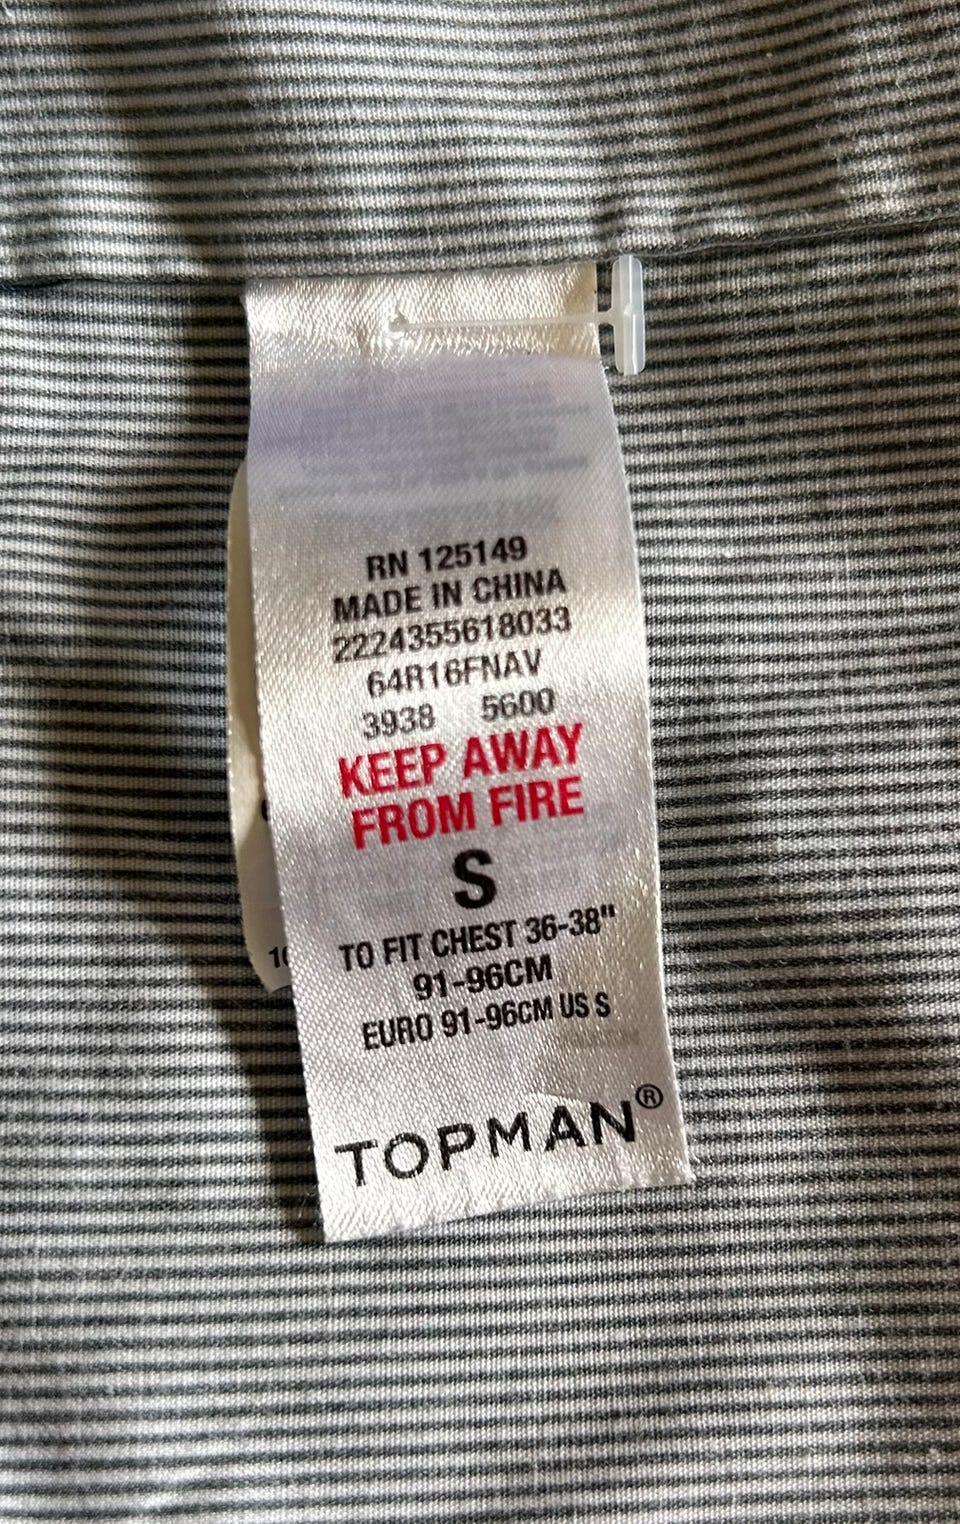 RN 125149
MADE IN CHINA
2224355618033
64R16FNAV
3938 5600
KEEP AWAY
FROM FIRE
S
TO FIT CHEST 36-38"
91-96CM
EURO 91-96CM US S
TOPMAN®
10